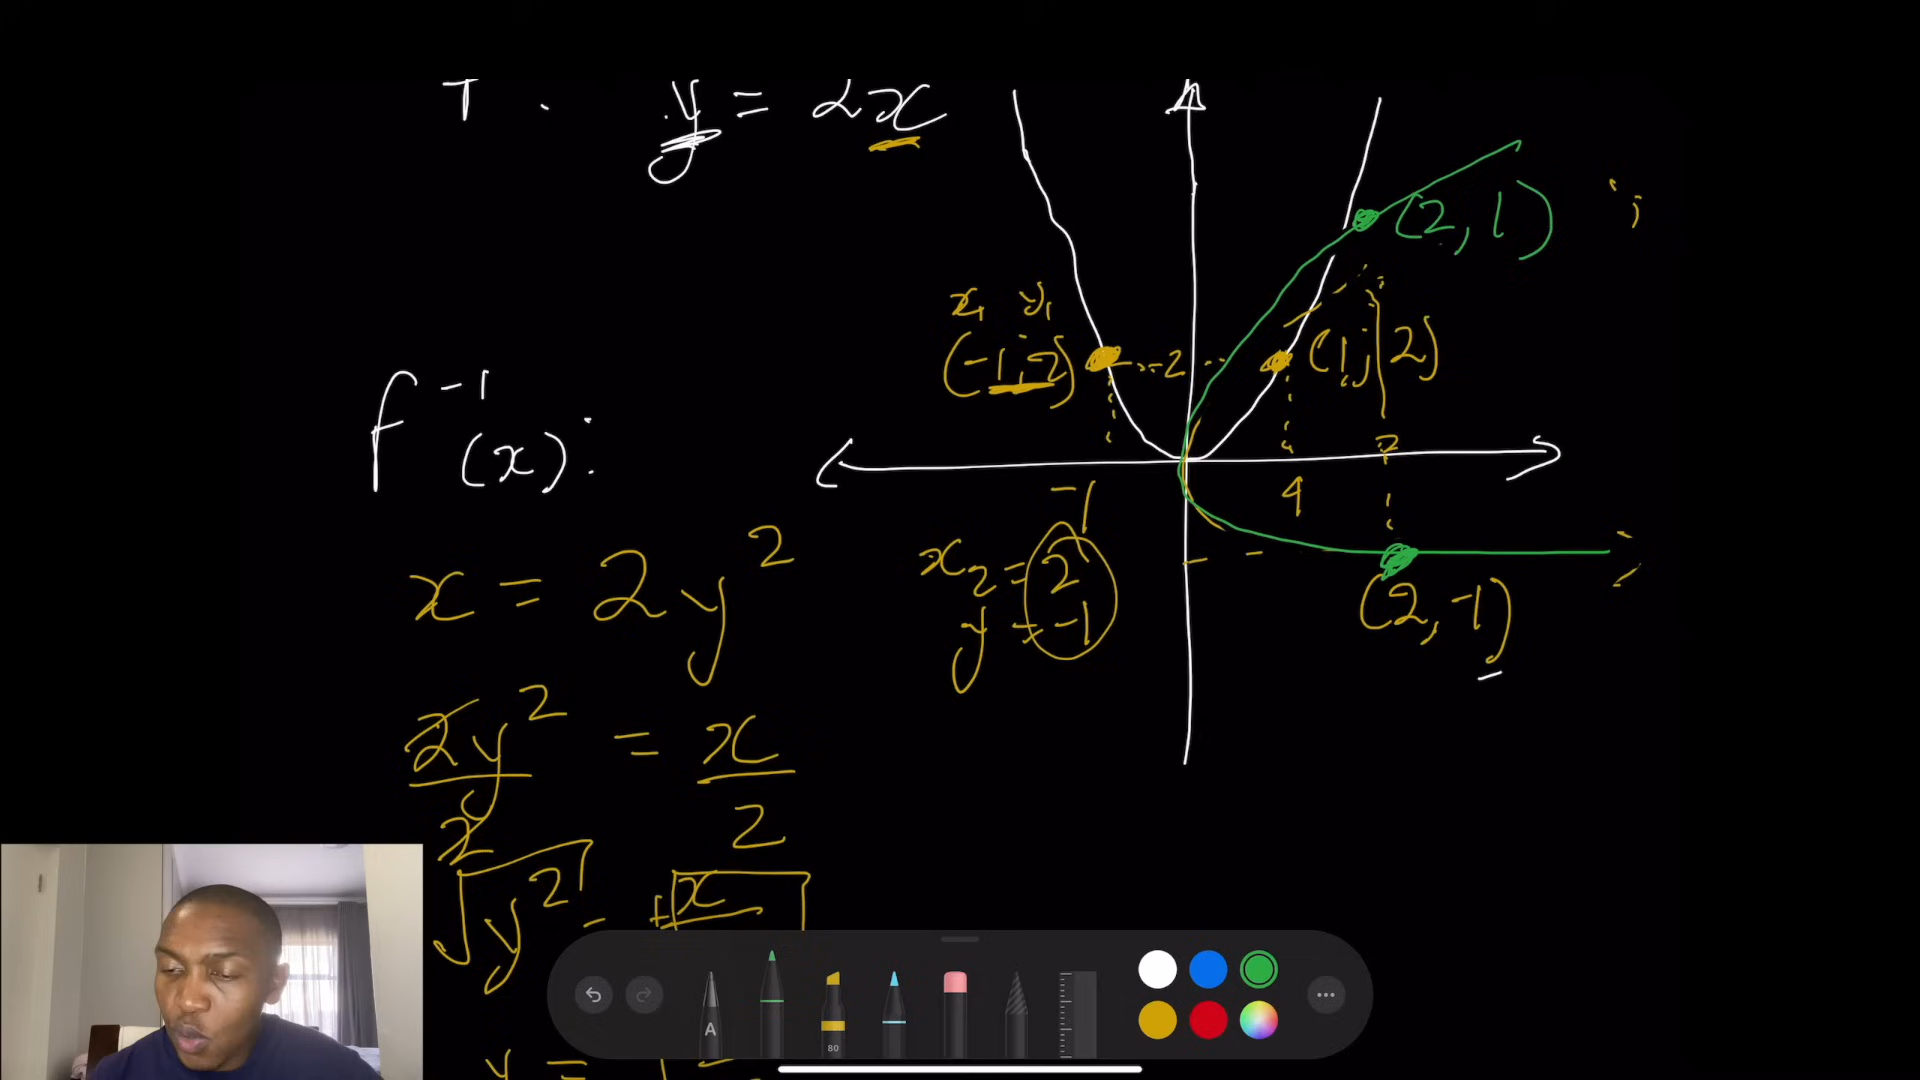 y = 2x
(2, 1)
x₁ y₁
(-1; 2)
2
(1; 2)
f⁻¹(x):
-1
x = 2y²
x₂ = 2
y = -1
(2, -1)
2y²/2 = x/2
√y² = ±√x
y =
A
80